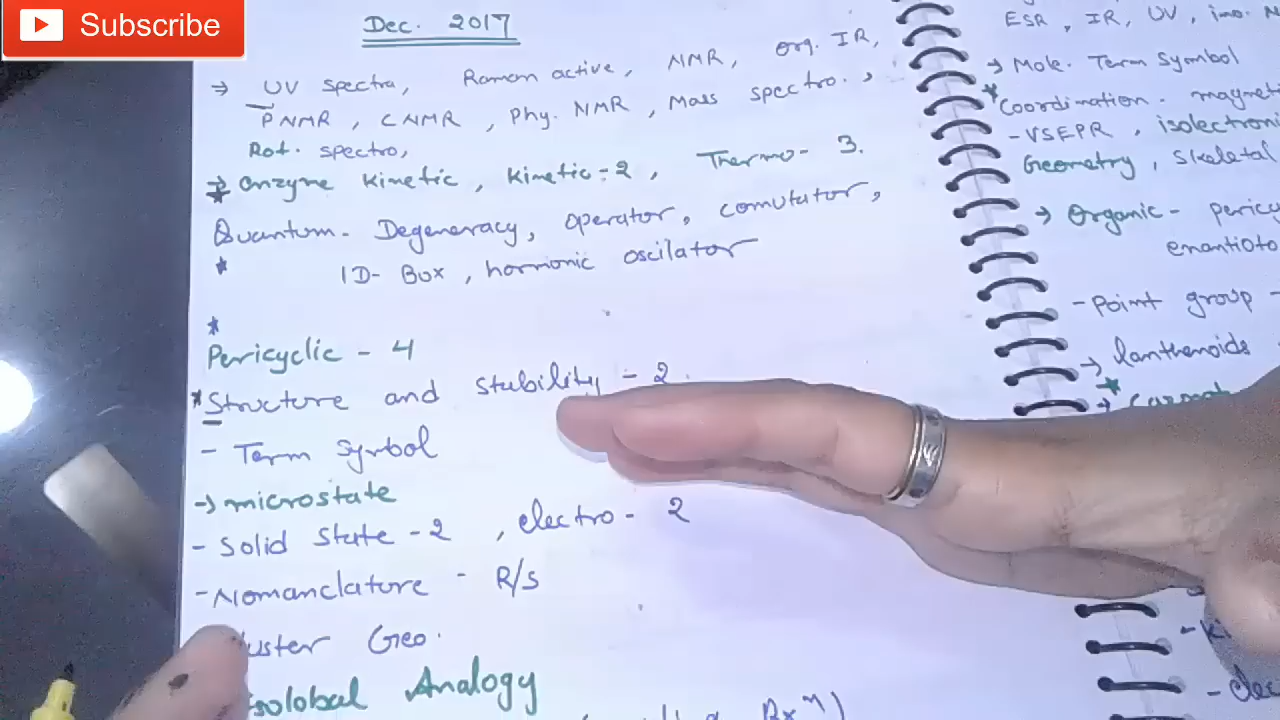 Subscribe
Dec. 2017
→ UV spectra, Raman active, NMR, org. IR,
PNMR, CNMR, Phy. NMR, Mass spectro.,
Rot. spectro,
→ Enzyme kinetic, kinetic-2, Thermo- 3.
* Quantum- Degeneracy, operator, comutator,
* 1D- Box, hormionic oscilator
* Pericyclic - 4
* Structure and stability - 2
- Term Symbol
→ microstate
- Solid State - 2, electro- 2
- Nomanclature - R/S
Geo.
Analogy
ESR, IR, UV,
→ Mole. Term Symbol
* Coordination.
- VSEPR,
Geometry, Skeletal
→ Organic-
- Point group -
→ lanthenoids